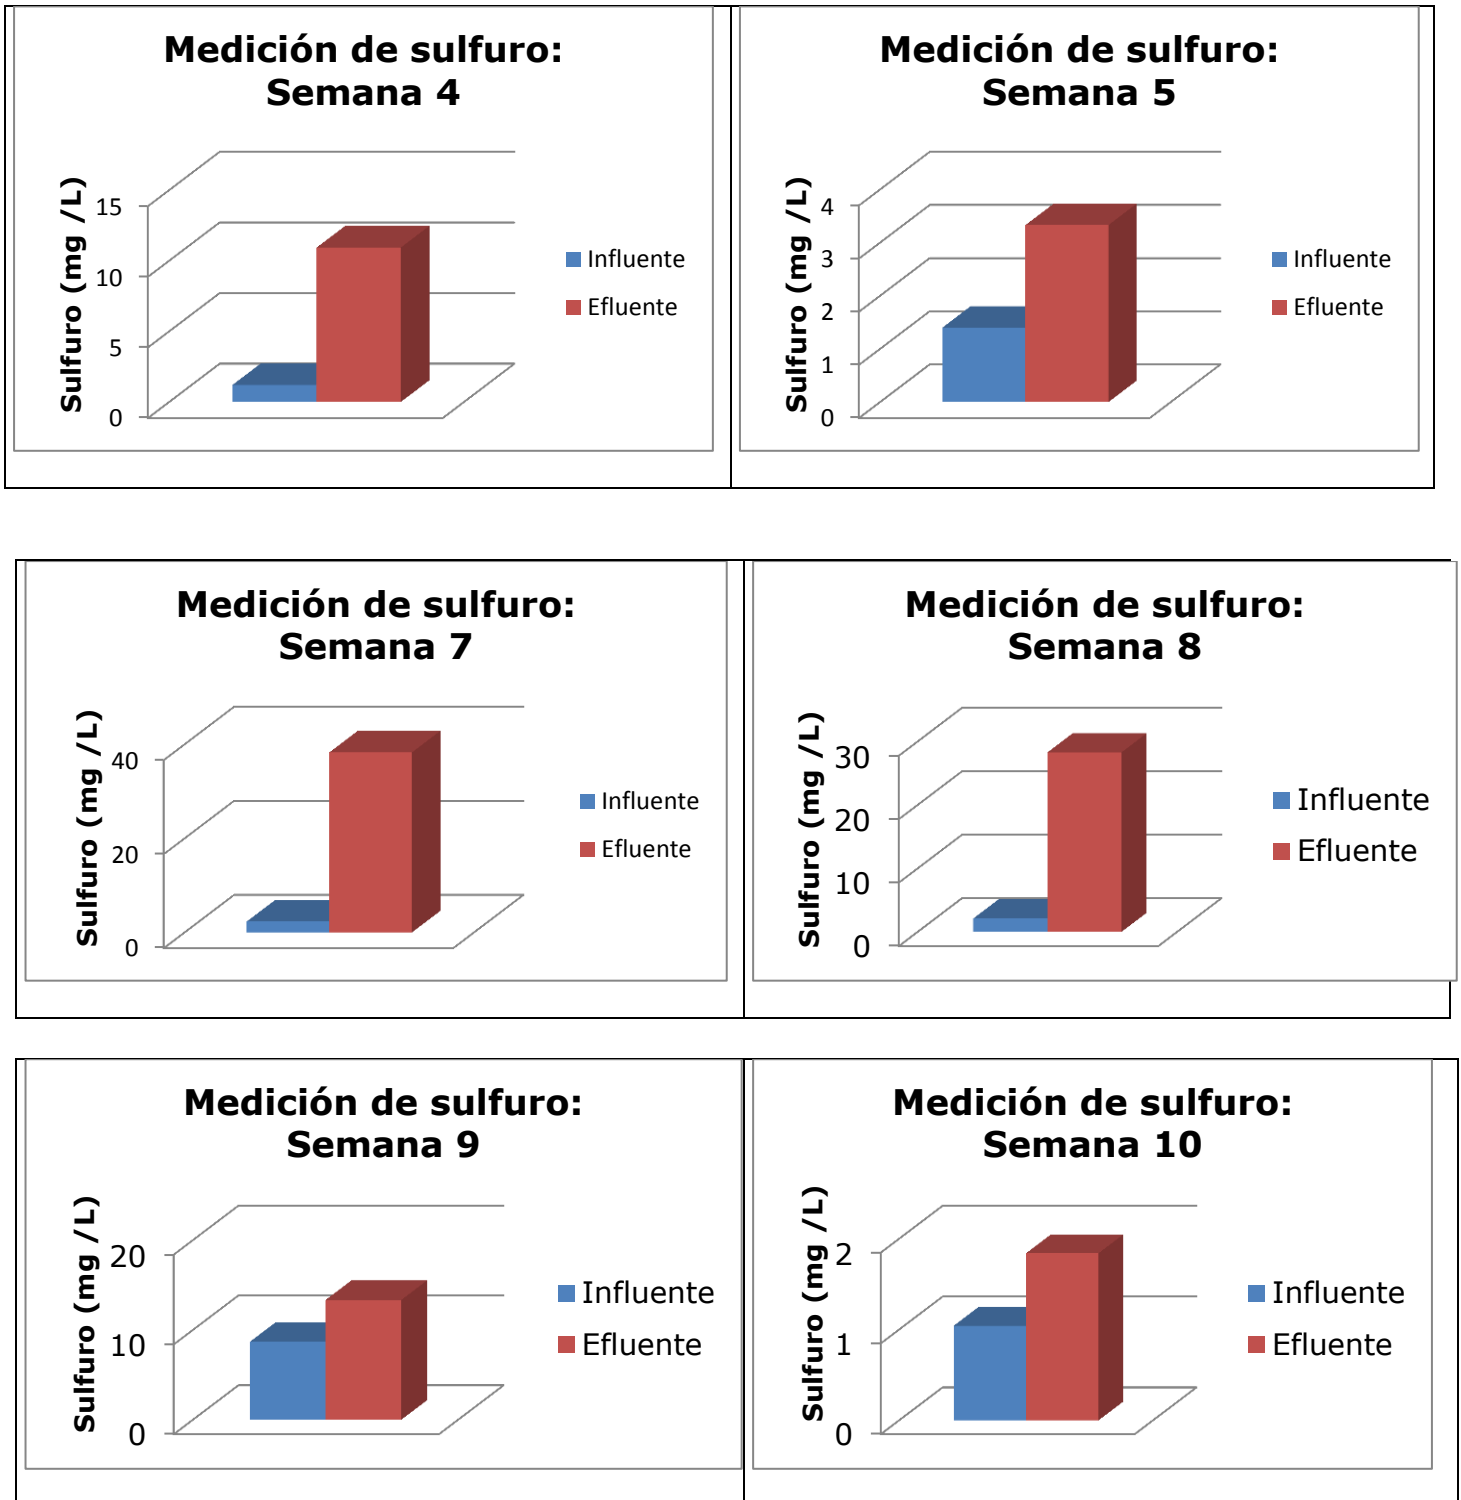 Medición de sulfuro:
Semana 4
Sulfuro (mg /L)
15
10
5
0
Influente
Efluente
Medición de sulfuro:
Semana 5
Sulfuro (mg /L)
4
3
2
1
0
Influente
Efluente
Medición de sulfuro:
Semana 7
Sulfuro (mg /L)
40
20
0
Influente
Efluente
Medición de sulfuro:
Semana 8
Sulfuro (mg /L)
30
20
10
0
Influente
Efluente
Medición de sulfuro:
Semana 9
Sulfuro (mg /L)
20
10
0
Influente
Efluente
Medición de sulfuro:
Semana 10
Sulfuro (mg /L)
2
1
0
Influente
Efluente